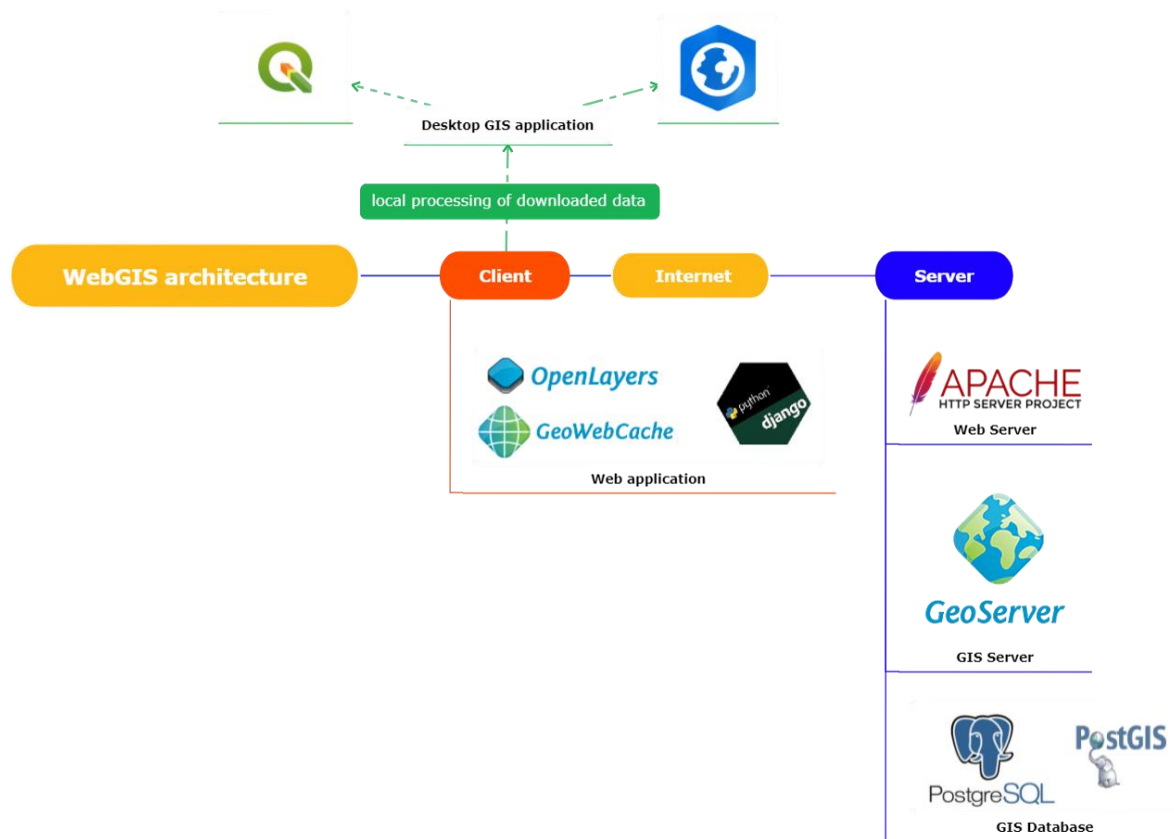 Desktop GIS application
local processing of downloaded data
WebGIS architecture
Client
Internet
Server
OpenLayers
GeoWebCache
python
django
Web application
APACHE
HTTP SERVER PROJECT
Web Server
GeoServer
GIS Server
PostgreSQL
PostGIS
GIS Database